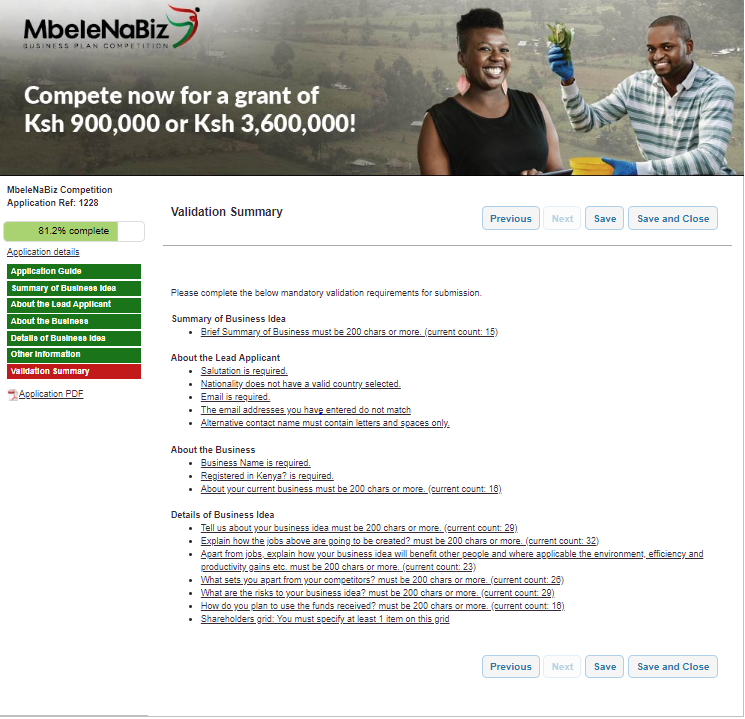 MbeleNaBiz
BUSINESS PLAN COMPETITION
Compete now for a grant of
Ksh 900,000 or Ksh 3,600,000!
MbeleNaBiz Competition
Application Ref: 1228
81.2% complete
Application details
Application Guide
Summary of Business Idea
About the Lead Applicant
About the Business
Details of Business Idea
Other Information
Validation Summary
Application PDF
Validation Summary
Previous Next Save Save and Close
Please complete the below mandatory validation requirements for submission.
Summary of Business Idea
• Brief Summary of Business must be 200 chars or more. (current count: 15)
About the Lead Applicant
• Salutation is required.
• Nationality does not have a valid country selected.
• Email is required.
• The email addresses you have entered do not match
• Alternative contact name must contain letters and spaces only.
About the Business
• Business Name is required.
• Registered in Kenya? is required.
• About your current business must be 200 chars or more. (current count: 16)
Details of Business Idea
• Tell us about your business idea must be 200 chars or more. (current count: 29)
• Explain how the jobs above are going to be created? must be 200 chars or more. (current count: 32)
• Apart from jobs, explain how your business idea will benefit other people and where applicable the environment, efficiency and
productivity gains etc. must be 200 chars or more. (current count: 23)
• What sets you apart from your competitors? must be 200 chars or more. (current count: 26)
• What are the risks to your business idea? must be 200 chars or more. (current count: 29)
• How do you plan to use the funds received? must be 200 chars or more. (current count: 16)
• Shareholders grid: You must specify at least 1 item on this grid
Previous Next Save Save and Close